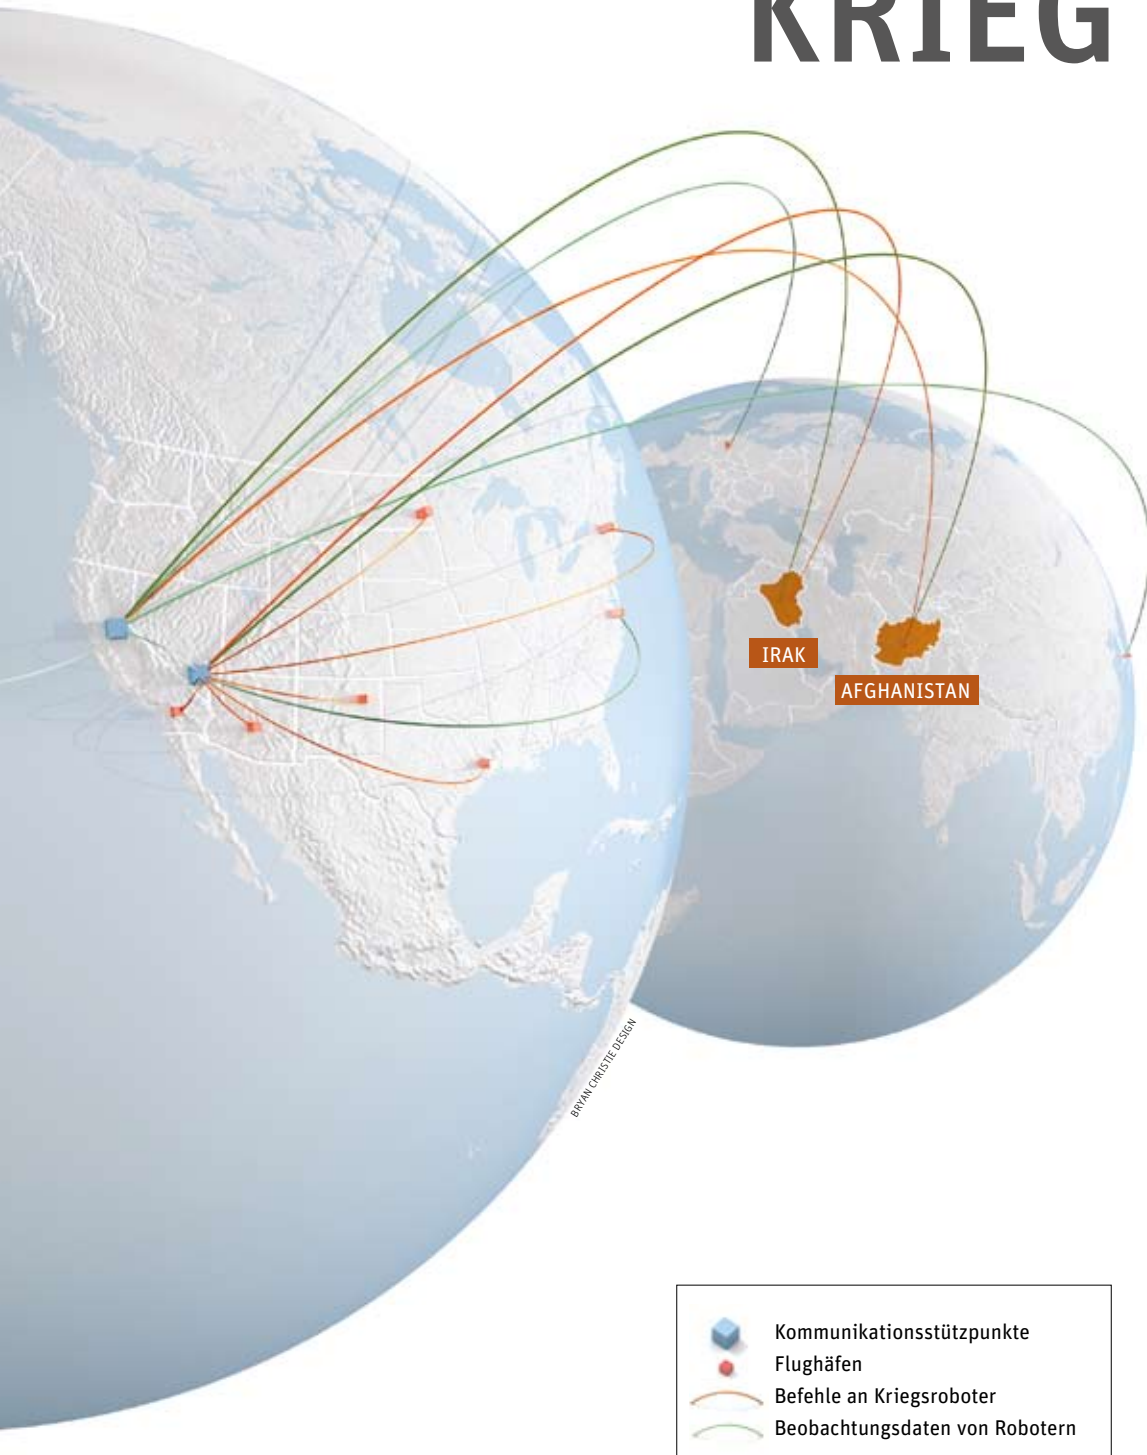 KRIEG
IRAK
AFGHANISTAN
BRYAN CHRISTIE DESIGN
Kommunikationsstützpunkte
Flughäfen
Befehle an Kriegsroboter
Beobachtungsdaten von Robotern